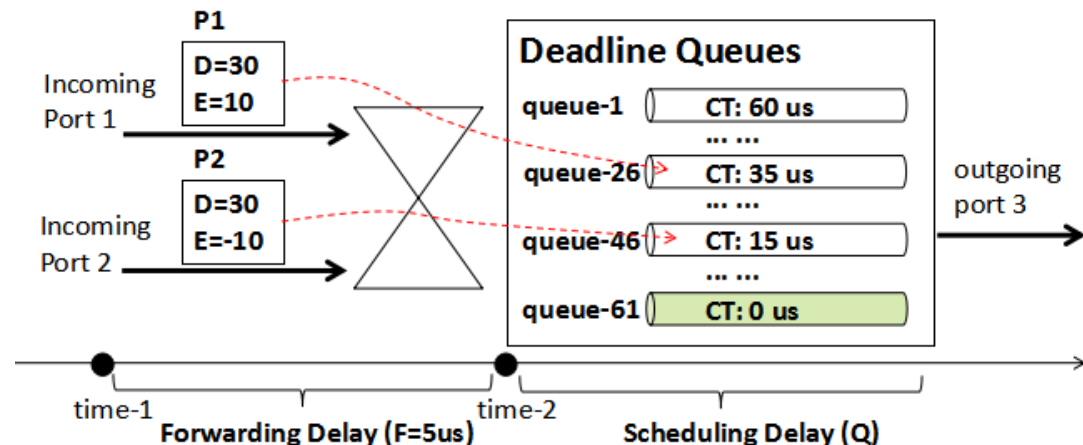 P1
D=30
E=10
Incoming
Port 1
P2
D=30
E=-10
Incoming
Port 2
Deadline Queues
queue-1 CT: 60 us
... ...
queue-26 CT: 35 us
... ...
queue-46 CT: 15 us
... ...
queue-61 CT: 0 us
outgoing
port 3
time-1
time-2
Forwarding Delay (F=5us)
Scheduling Delay (Q)